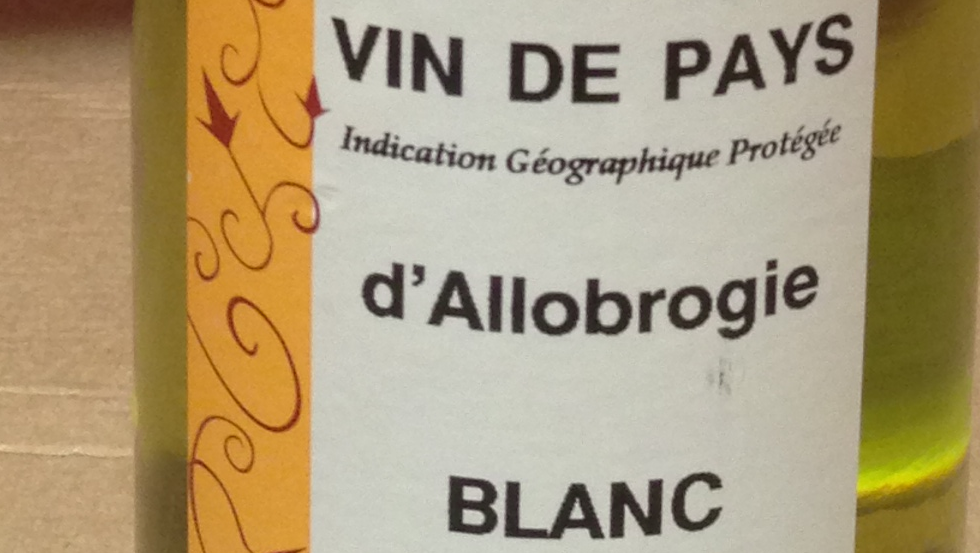 VIN DE PAYS
Indication Géographique Protégée
d'Allobrogie
BLANC